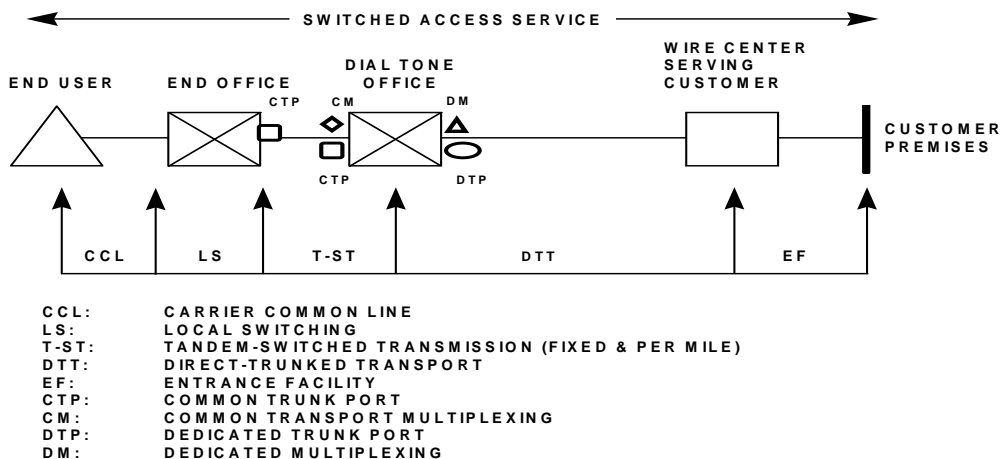 SWITCHED ACCESS SERVICE
WIRE CENTER
SERVING
CUSTOMER
DIAL TONE
OFFICE
END USER
END OFFICE
CTP
CM
DM
CUSTOMER
PREMISES
CTP
DTP
CCL
LS
T-ST
DTT
EF
CCL: CARRIER COMMON LINE
LS: LOCAL SWITCHING
T-ST: TANDEM-SWITCHED TRANSMISSION (FIXED & PER MILE)
DTT: DIRECT-TRUNKED TRANSPORT
EF: ENTRANCE FACILITY
CTP: COMMON TRUNK PORT
CM: COMMON TRANSPORT MULTIPLEXING
DTP: DEDICATED TRUNK PORT
DM: DEDICATED MULTIPLEXING